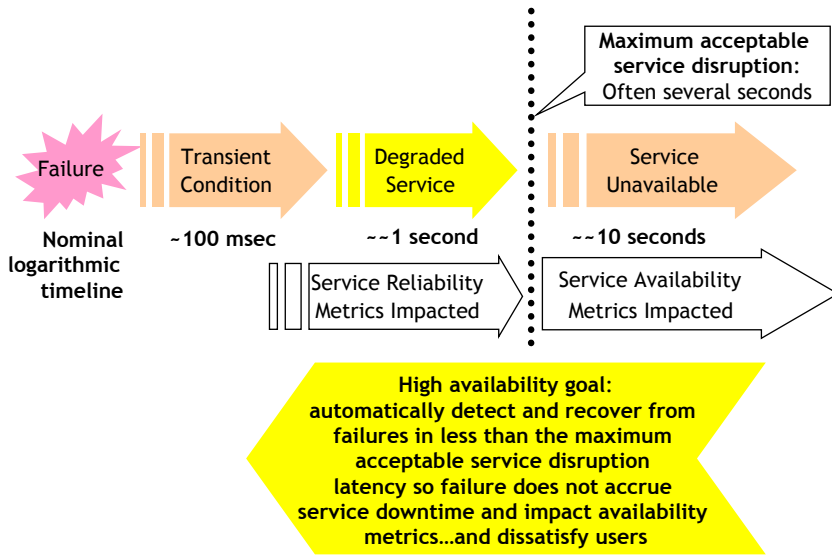 Maximum acceptable
service disruption:
Often several seconds
Failure
Transient
Condition
Degraded
Service
Service
Unavailable
Nominal
logarithmic
timeline
~100 msec
~~1 second
~~10 seconds
Service Reliability
Metrics Impacted
Service Availability
Metrics Impacted
High availability goal:
automatically detect and recover from
failures in less than the maximum
acceptable service disruption
latency so failure does not accrue
service downtime and impact availability
metrics...and dissatisfy users